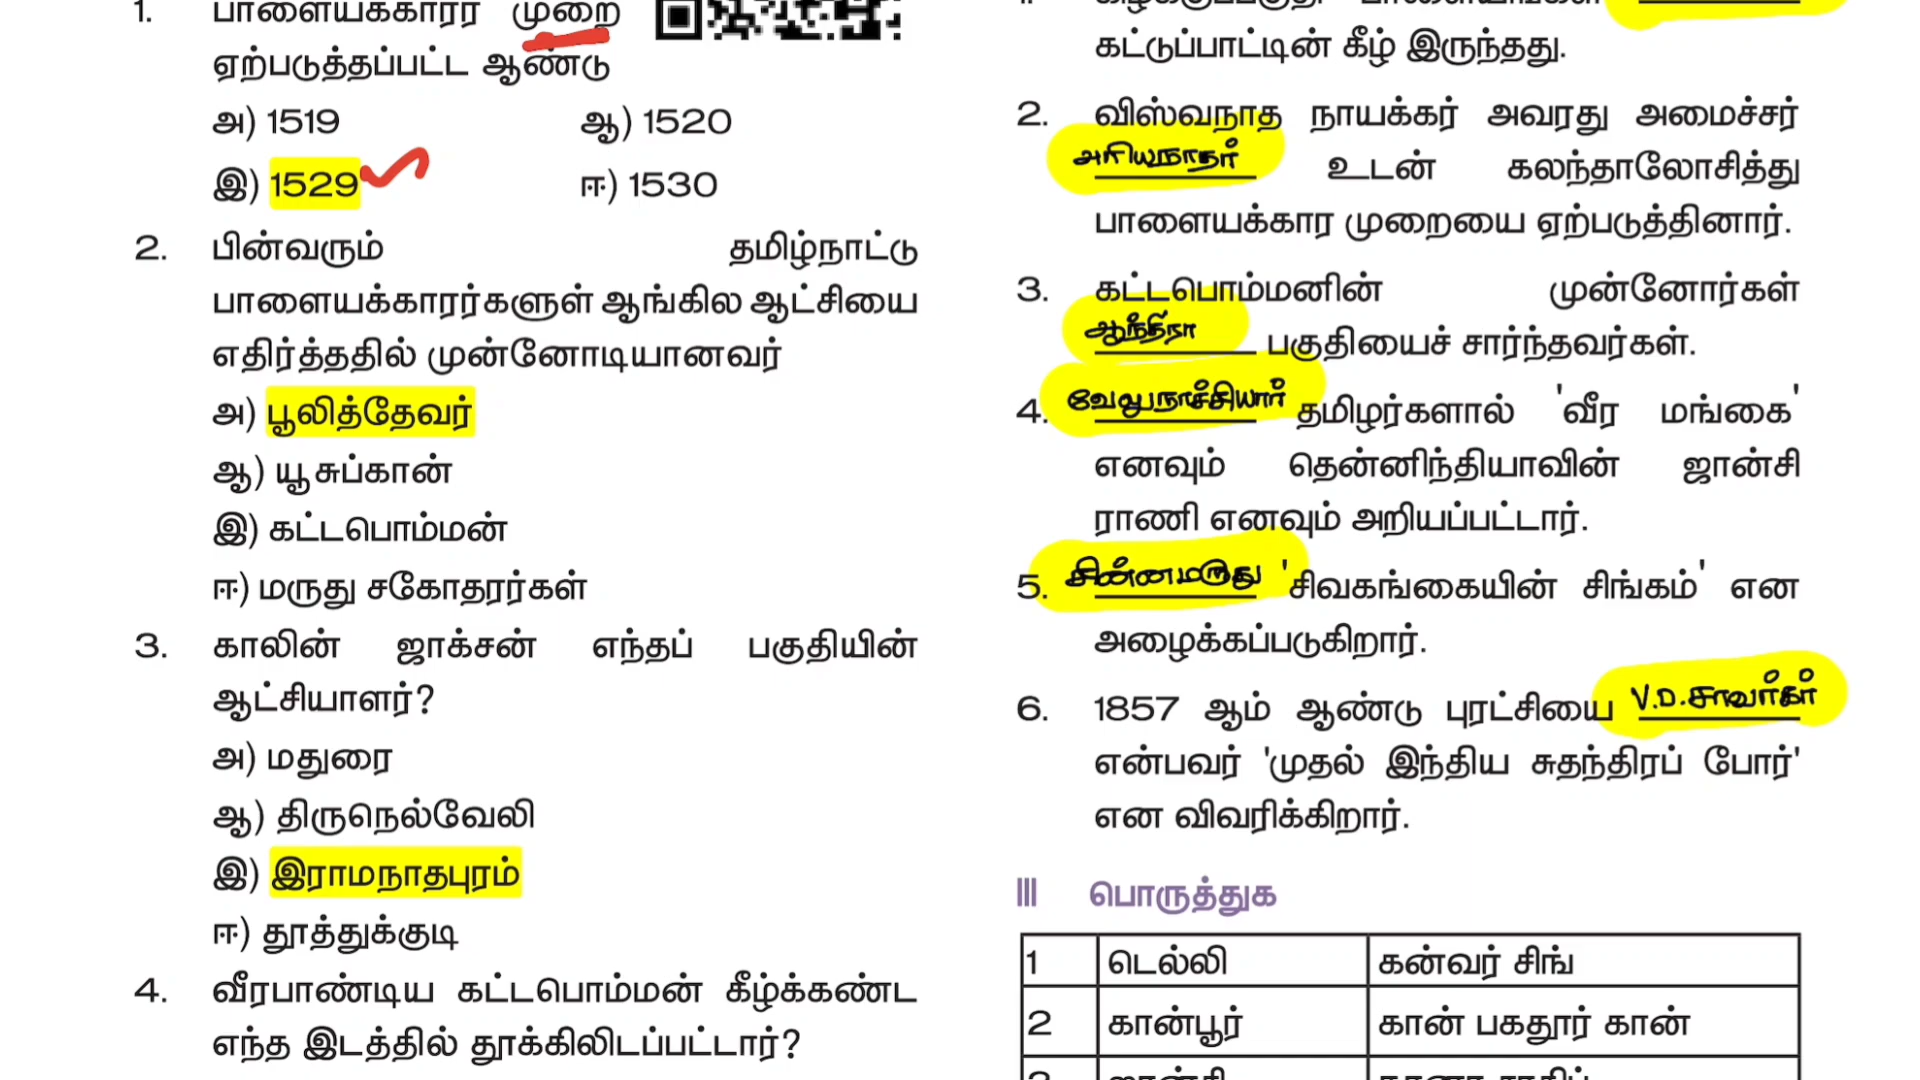 1. பாளையக்காரர் முறை
ஏற்படுத்தப்பட்ட ஆண்டு
அ) 1519 ஆ) 1520
இ) 1529 ஈ) 1530
2. பின்வரும் தமிழ்நாட்டு
பாளையக்காரர்களுள் ஆங்கில ஆட்சியை
எதிர்த்ததில் முன்னோடியானவர்
அ) பூலித்தேவர்
ஆ) யூசுப்கான்
இ) கட்டபொம்மன்
ஈ) மருது சகோதரர்கள்
3. காலின் ஜாக்சன் எந்தப் பகுதியின்
ஆட்சியாளர்?
அ) மதுரை
ஆ) திருநெல்வேலி
இ) இராமநாதபுரம்
ஈ) தூத்துக்குடி
4. வீரபாண்டிய கட்டபொம்மன் கீழ்க்கண்ட
எந்த இடத்தில் தூக்கிலிடப்பட்டார்?
கட்டுப்பாட்டின் கீழ் இருந்தது.
2. விஸ்வநாத நாயக்கர் அவரது அமைச்சர்
அரியநாதர் உடன் கலந்தாலோசித்து
பாளையக்கார முறையை ஏற்படுத்தினார்.
3. கட்டபொம்மனின் முன்னோர்கள்
ஆந்திரா பகுதியைச் சார்ந்தவர்கள்.
4. வேலுநாச்சியார் தமிழர்களால் 'வீர மங்கை'
எனவும் தென்னிந்தியாவின் ஜான்சி
ராணி எனவும் அறியப்பட்டார்.
5. சின்னமருது 'சிவகங்கையின் சிங்கம்' என
அழைக்கப்படுகிறார்.
6. 1857 ஆம் ஆண்டு புரட்சியை V.D.சாவர்கர்
என்பவர் 'முதல் இந்திய சுதந்திரப் போர்'
என விவரிக்கிறார்.
III பொருத்துக
1 டெல்லி கன்வர் சிங்
2 கான்பூர் கான் பகதூர் கான்